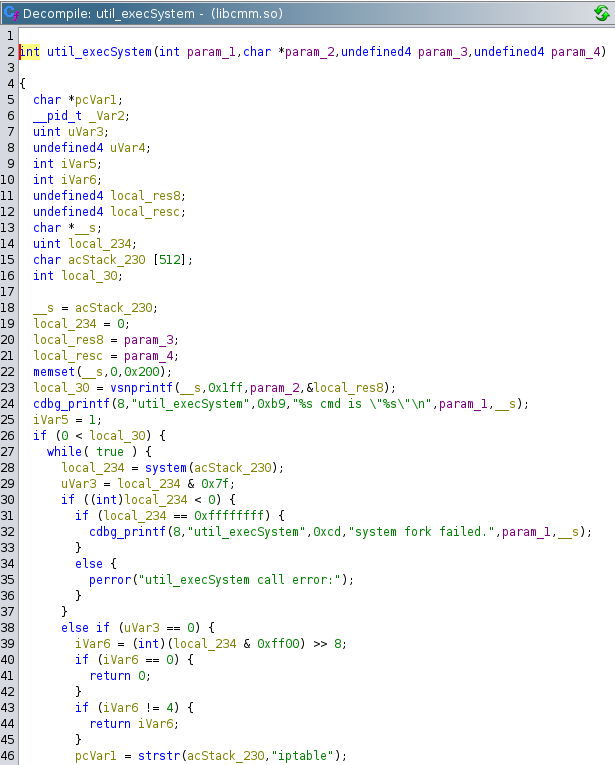 Decompile: util_execSystem - (libcmm.so)
1
2 int util_execSystem(int param_1,char *param_2,undefined4 param_3,undefined4 param_4)
3
4 {
5   char *pcVar1;
6   __pid_t _Var2;
7   uint uVar3;
8   undefined4 uVar4;
9   int iVar5;
10   int iVar6;
11   undefined4 local_res8;
12   undefined4 local_resc;
13   char *__s;
14   uint local_234;
15   char acStack_230 [512];
16   int local_30;
17
18   __s = acStack_230;
19   local_234 = 0;
20   local_res8 = param_3;
21   local_resc = param_4;
22   memset(__s,0,0x200);
23   local_30 = vsnprintf(__s,0x1ff,param_2,&local_res8);
24   cdbg_printf(8,"util_execSystem",0xb9,"%s cmd is \"%s\"\n",param_1,__s);
25   iVar5 = 1;
26   if (0 < local_30) {
27     while( true ) {
28       local_234 = system(acStack_230);
29       uVar3 = local_234 & 0x7f;
30       if ((int)local_234 < 0) {
31         if (local_234 == 0xffffffff) {
32           cdbg_printf(8,"util_execSystem",0xcd,"system fork failed.",param_1,__s);
33         }
34         else {
35           perror("util_execSystem call error:");
36         }
37       }
38       else if (uVar3 == 0) {
39         iVar6 = (int)(local_234 & 0xff00) >> 8;
40         if (iVar6 == 0) {
41           return 0;
42         }
43         if (iVar6 != 4) {
44           return iVar6;
45         }
46         pcVar1 = strstr(acStack_230,"iptable");